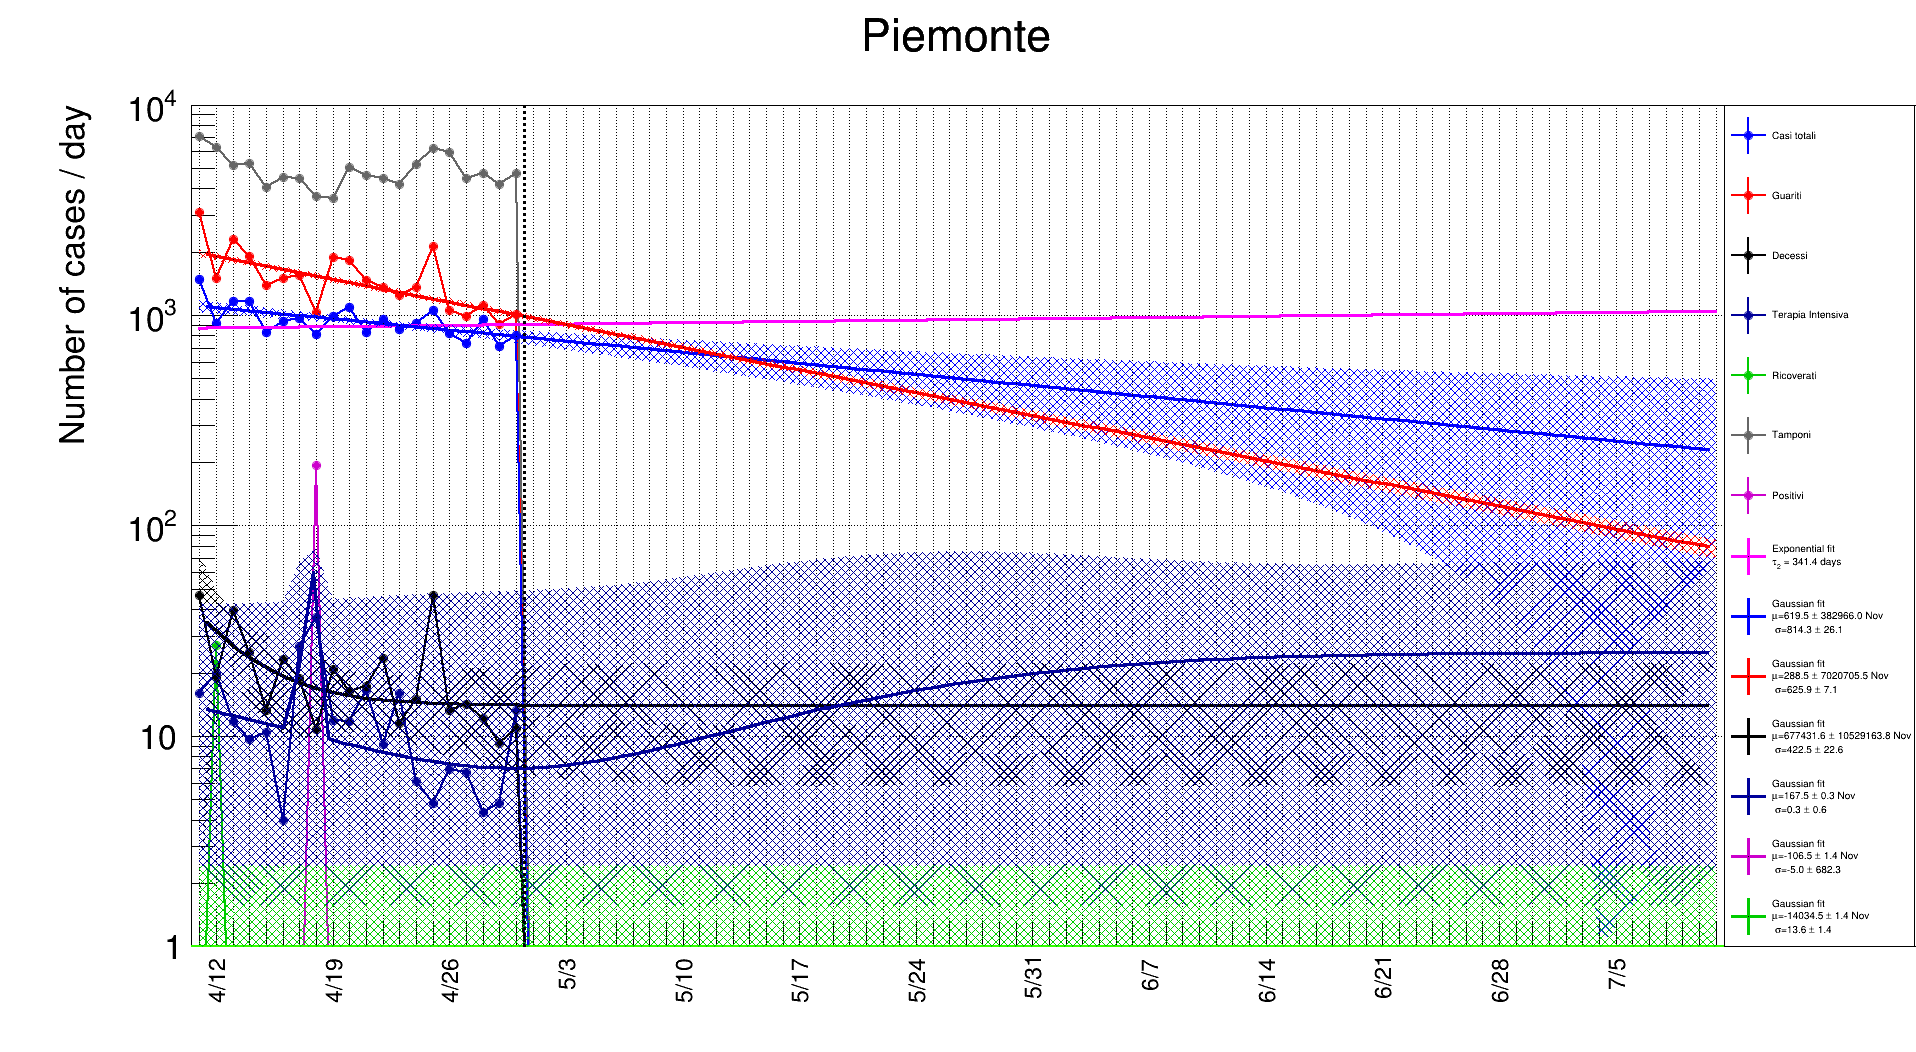 Piemonte
Number of cases / day
10^4
10^3
10^2
10
1
4/12
4/19
4/26
5/3
5/10
5/17
5/24
5/31
6/7
6/14
6/21
6/28
7/5
Casi totali
Guariti
Decessi
Terapia Intensiva
Ricoverati
Tamponi
Positivi
Exponential fit
τ₂ = 341.4 days
Gaussian fit
μ=619.5 ± 382966.0 Nov
σ=814.3 ± 26.1
Gaussian fit
μ=288.5 ± 7020705.5 Nov
σ=625.9 ± 7.1
Gaussian fit
μ=677431.6 ± 10529163.8 Nov
σ=422.5 ± 22.6
Gaussian fit
μ=167.5 ± 0.3 Nov
σ=0.3 ± 0.6
Gaussian fit
μ=-106.5 ± 1.4 Nov
σ=-5.0 ± 682.3
Gaussian fit
μ=-14034.5 ± 1.4 Nov
σ=13.6 ± 1.4